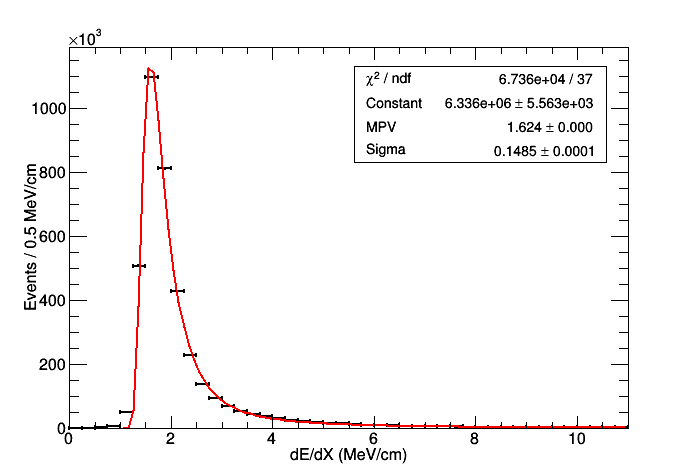 ×10³
χ² / ndf 6.736e+04 / 37
Constant 6.336e+06 ± 5.563e+03
MPV 1.624 ± 0.000
Sigma 0.1485 ± 0.0001
Events / 0.5 MeV/cm
1000
800
600
400
200
0
0 2 4 6 8 10
dE/dX (MeV/cm)